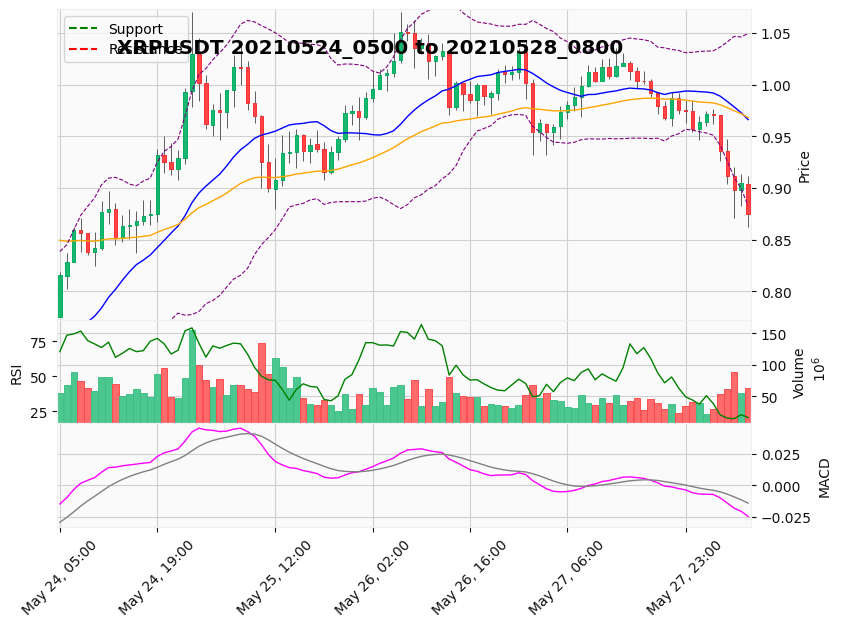 XRPUSDT 20210524_0500 to 20210528_0800
Support
Resistance
1.05
1.00
0.95
0.90
0.85
0.80
Price
75
50
25
RSI
150
100
50
Volume
10^6
0.025
0.000
−0.025
MACD
May 24, 05:00
May 24, 19:00
May 25, 12:00
May 26, 02:00
May 26, 16:00
May 27, 06:00
May 27, 23:00